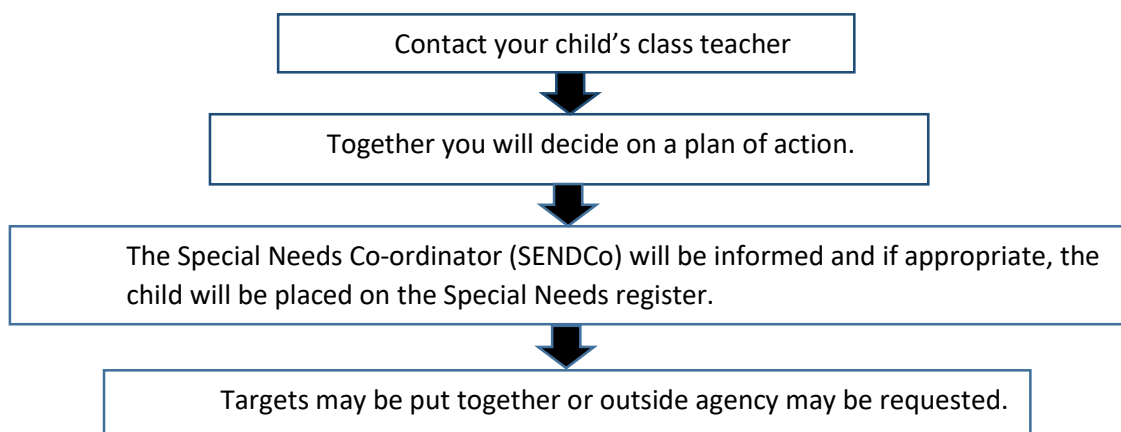 Contact your child’s class teacher
Together you will decide on a plan of action.
The Special Needs Co-ordinator (SENDCo) will be informed and if appropriate, the
child will be placed on the Special Needs register.
Targets may be put together or outside agency may be requested.